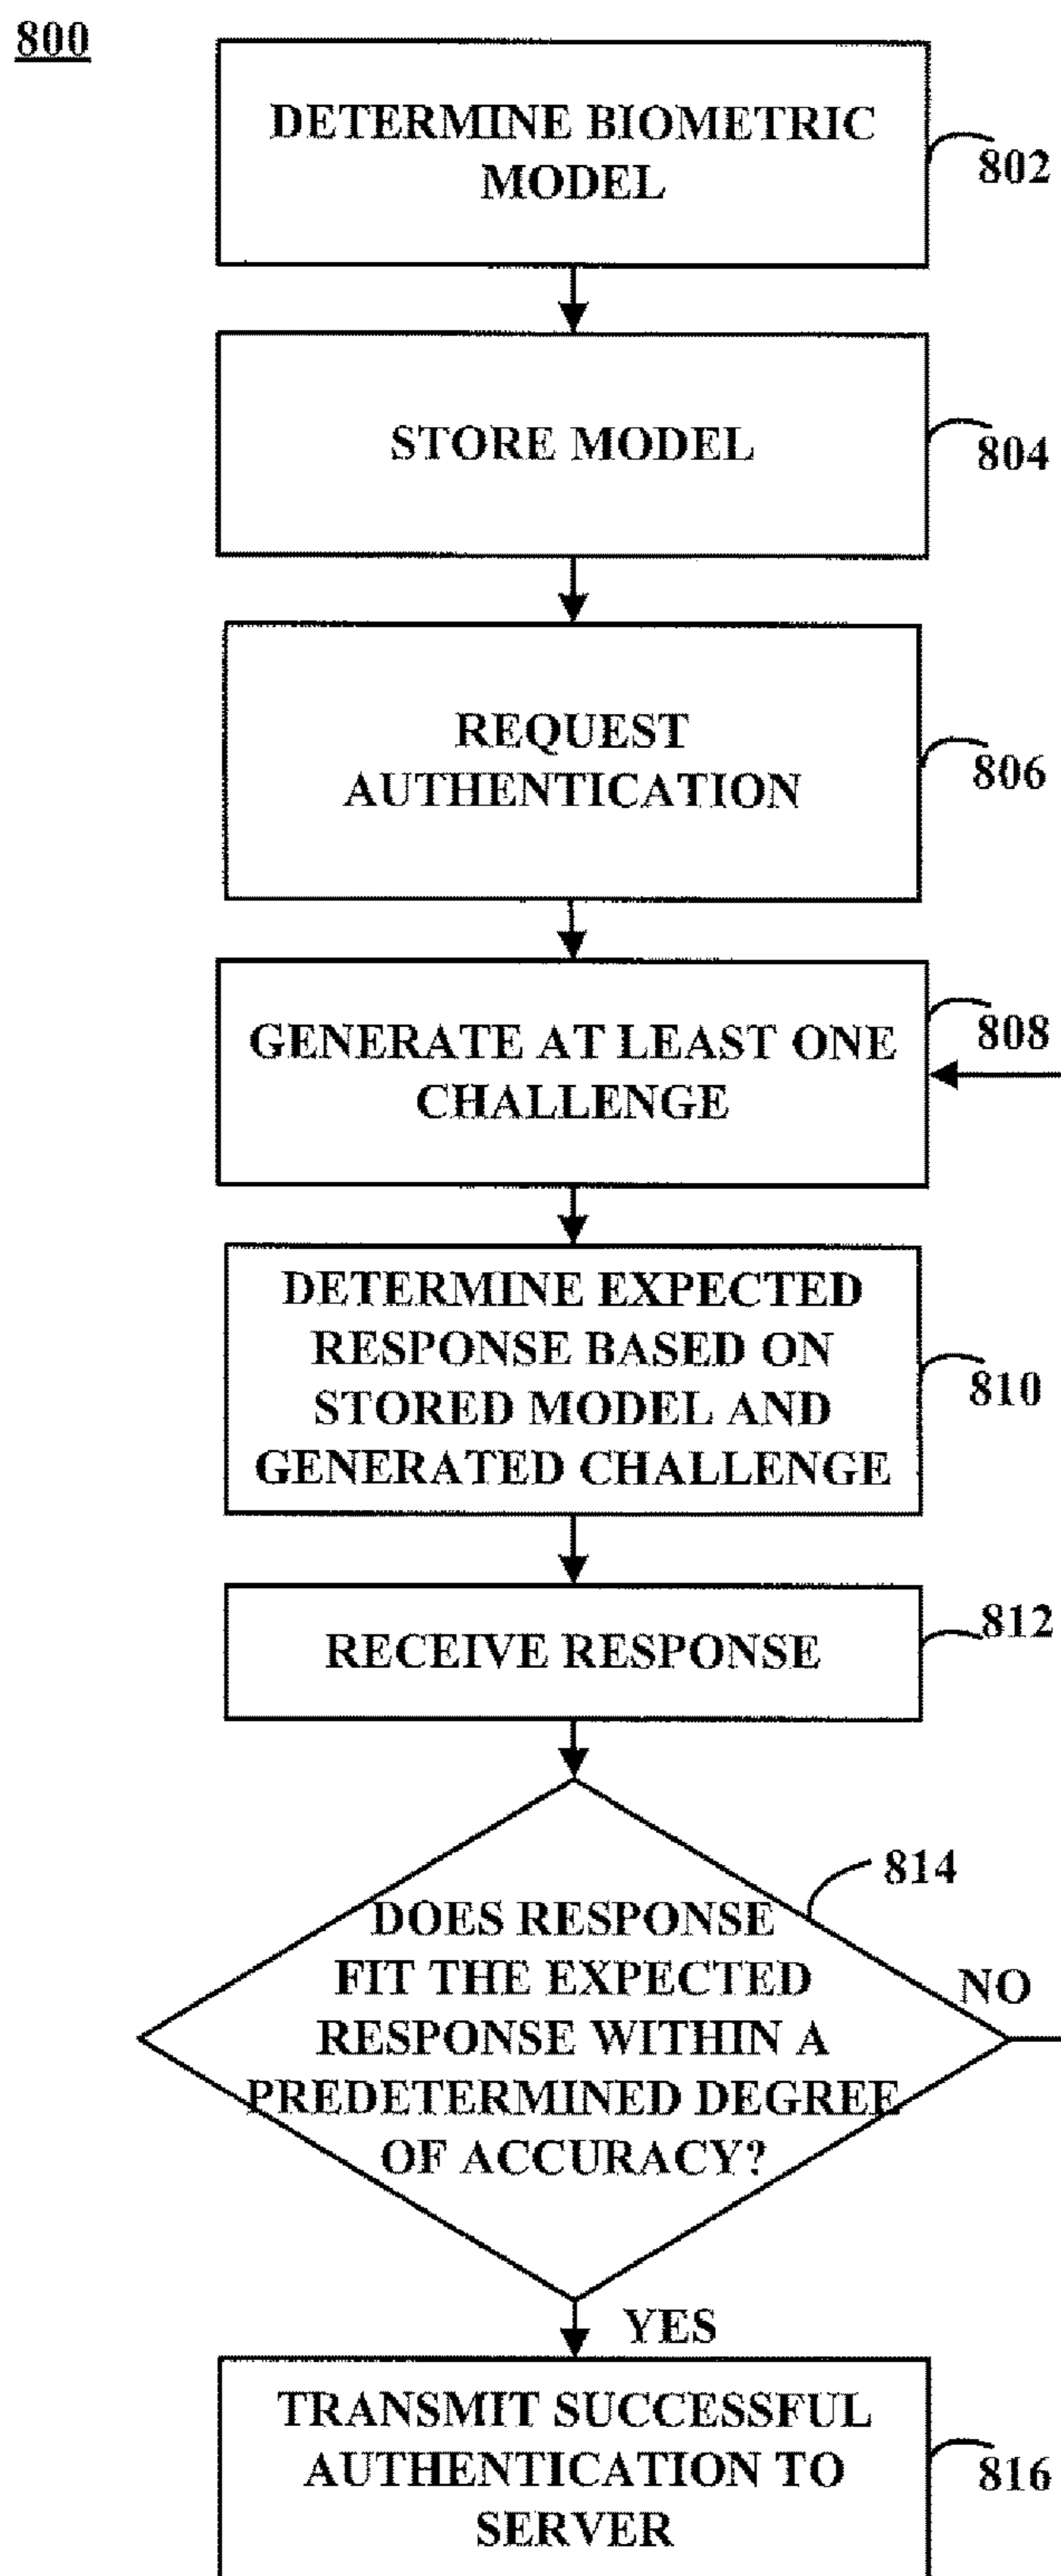 800
DETERMINE BIOMETRIC
MODEL
802
STORE MODEL
804
REQUEST
AUTHENTICATION
806
GENERATE AT LEAST ONE
CHALLENGE
808
DETERMINE EXPECTED
RESPONSE BASED ON
STORED MODEL AND
GENERATED CHALLENGE
810
RECEIVE RESPONSE
812
DOES RESPONSE
FIT THE EXPECTED
RESPONSE WITHIN A
PREDETERMINED DEGREE
OF ACCURACY?
814
NO
YES
TRANSMIT SUCCESSFUL
AUTHENTICATION TO
SERVER
816